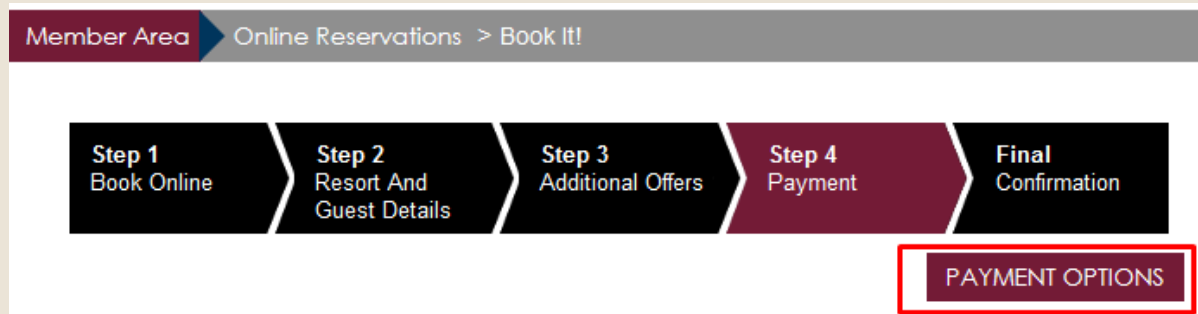 Member Area Online Reservations > Book It!
Step 1
Book Online
Step 2
Resort And
Guest Details
Step 3
Additional Offers
Step 4
Payment
Final
Confirmation
PAYMENT OPTIONS